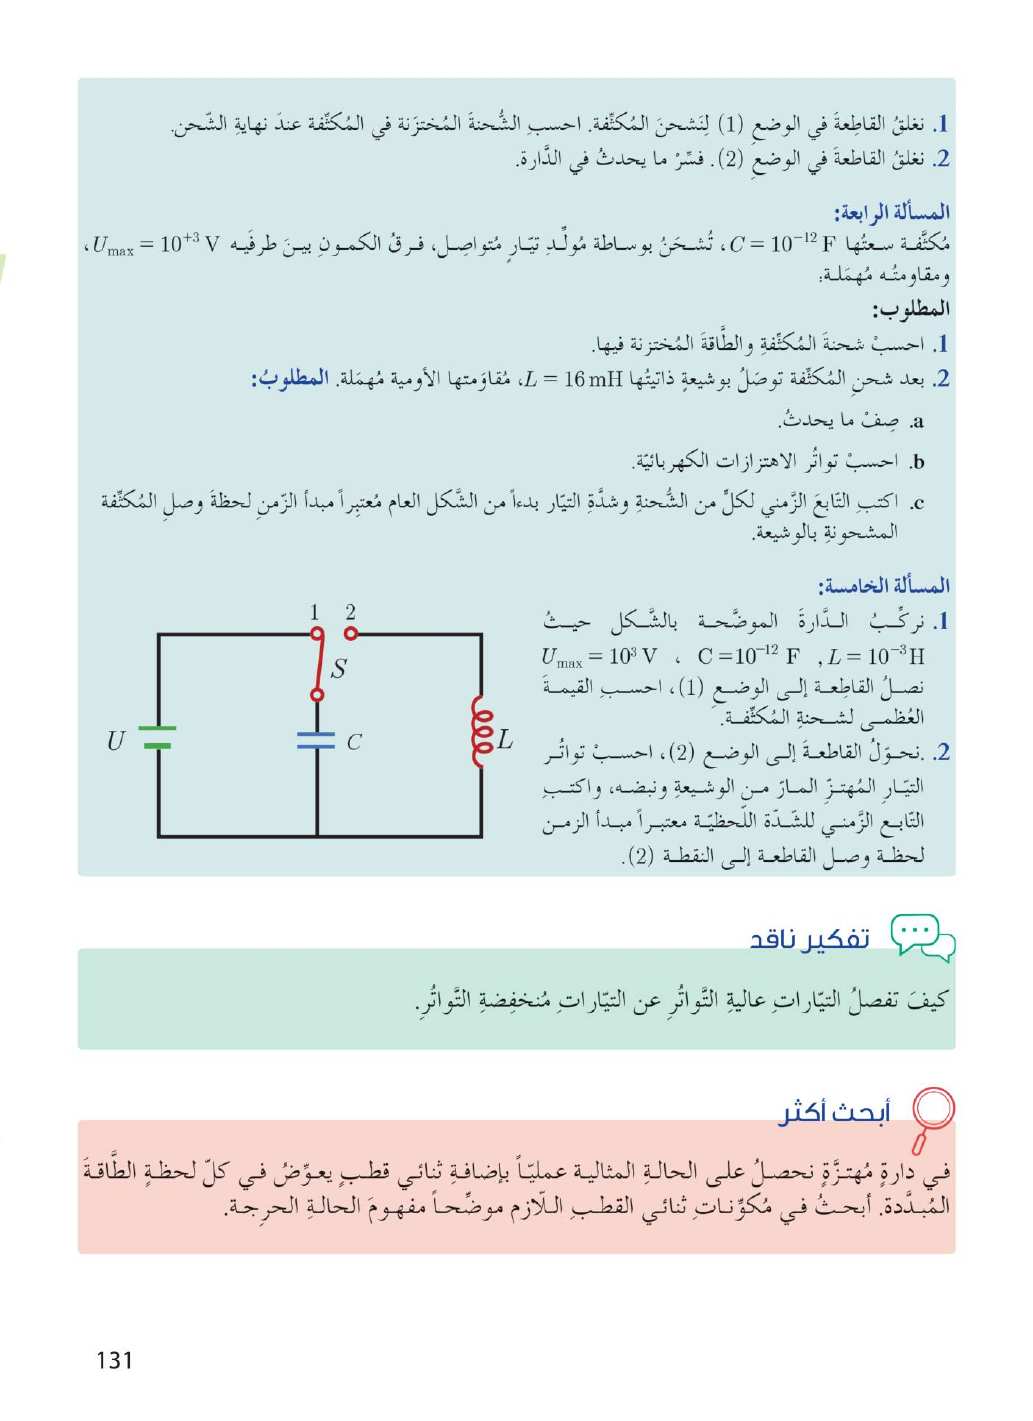 1. نغلقُ القاطِعةَ في الوضعِ (1) لِنَشحنَ المُكثِّفة. احسبِ الشُّحنةَ المُختزَنة في المُكثِّفة عندَ نهايةِ الشّحن.
2. نغلقُ القاطعةَ في الوضعِ (2). فسِّرْ ما يحدثُ في الدَّارة.
المسألة الرابعة:
مُكثَّفة سعتُها C = 10⁻¹² F، تُشحَنُ بوساطة مُولِّدِ تيّارٍ مُتواصِل، فرقُ الكمونِ بينَ طرفَيه U_max = 10⁺³ V،
ومقاومتُه مُهمَلة:
المطلوب:
1. احسبْ شحنةَ المُكثِّفةِ والطَّاقةَ المُختزنة فيها.
2. بعد شحنِ المُكثِّفة توصَلُ بوشيعةٍ ذاتيتُها L = 16 mH، مُقاوَمتها الأومية مُهمَلة. المطلوبُ:
a. صِفْ ما يحدثُ.
b. احسبْ تواتُر الاهتزازات الكهربائيّة.
c. اكتبِ التّابعَ الزَّمني لكلٍّ من الشُّحنةِ وشدَّةِ التيّار بدءاً من الشَّكل العام مُعتبِراً مبدأ الزّمنِ لحظةَ وصلِ المُكثِّفة
المشحونةِ بالوشيعة.
المسألة الخامسة:
1. نركِّبُ الدَّارةَ الموضَّحة بالشَّكل حيثُ
U_max = 10³ V ، C =10⁻¹² F , L = 10⁻³ H
نصلُ القاطِعة إلى الوضعِ (1)، احسبِ القيمةَ
العُظمى لشحنةِ المُكثِّفة.
2. .نحوّلُ القاطعةَ إلى الوضع (2)، احسبْ تواتُر
التيّارِ المُهتزّ المارّ من الوشيعةِ ونبضه، واكتبِ
التّابع الزَّمني للشّدّة اللّحظيّة معتبراً مبدأ الزمن
لحظة وصل القاطعة إلى النقطة (2).
1 2
S
U
C
L
تفكير ناقد
كيفَ تفصلُ التيّاراتِ عاليةِ التَّواتُرِ عن التيّاراتِ مُنخفِضةِ التَّواتُرِ.
أبحث أكثر
في دارةٍ مُهتزَّةٍ نحصلُ على الحالةِ المثالية عمليّاً بإضافةِ ثنائي قطبٍ يعوِّضُ في كلّ لحظةٍ الطَّاقةَ
المُبدَّدة. أبحثُ في مُكوِّناتِ ثنائي القطبِ اللّازم موضِّحاً مفهومَ الحالةِ الحرِجة.
131